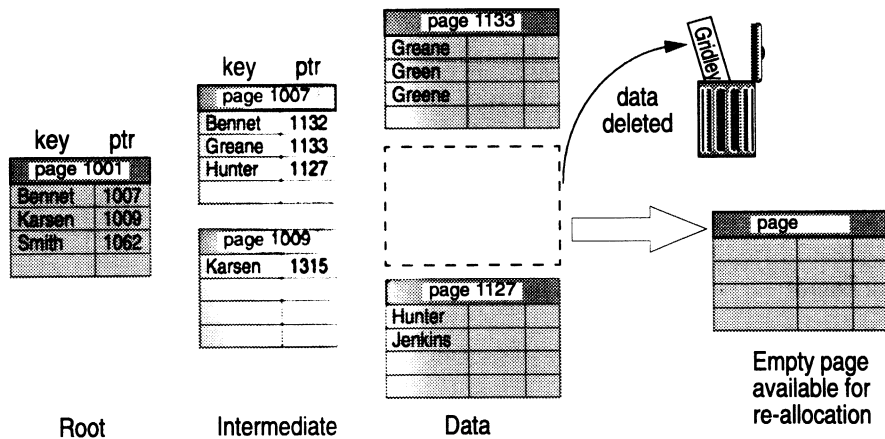 key ptr
page 1001
Bennet 1007
Karsen 1009
Smith 1062
Root
key ptr
page 1007
Bennet 1132
Greane 1133
Hunter 1127
page 1009
Karsen 1315
Intermediate
page 1133
Greane
Green
Greene
page 1127
Hunter
Jenkins
Data
Gridley
data
deleted
page
Empty page
available for
re-allocation